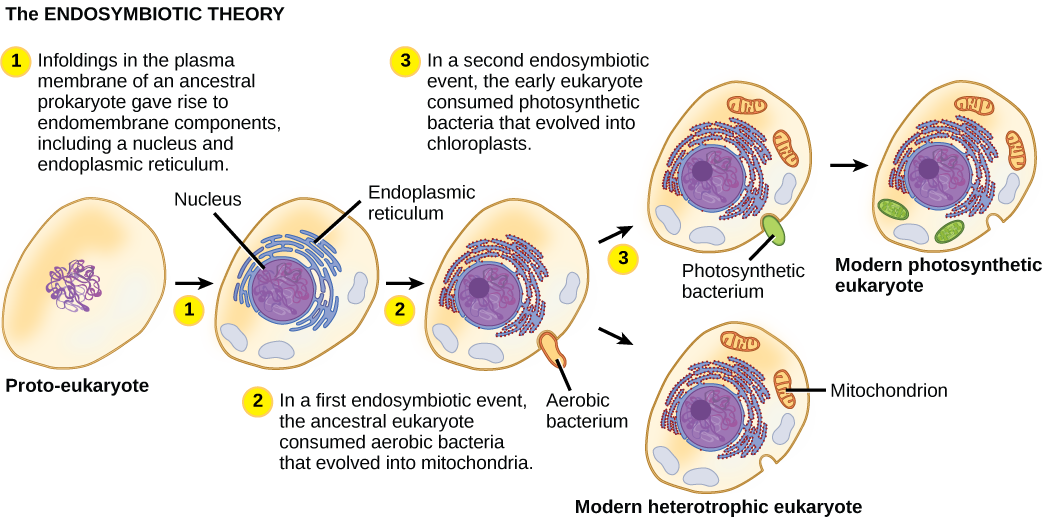 The ENDOSYMBIOTIC THEORY
1
Infoldings in the plasma
membrane of an ancestral
prokaryote gave rise to
endomembrane components,
including a nucleus and
endoplasmic reticulum.
3
In a second endosymbiotic
event, the early eukaryote
consumed photosynthetic
bacteria that evolved into
chloroplasts.
Nucleus
Endoplasmic
reticulum
1
2
3
Photosynthetic
bacterium
Modern photosynthetic
eukaryote
Proto-eukaryote
2
In a first endosymbiotic event,
the ancestral eukaryote
consumed aerobic bacteria
that evolved into mitochondria.
Aerobic
bacterium
Mitochondrion
Modern heterotrophic eukaryote